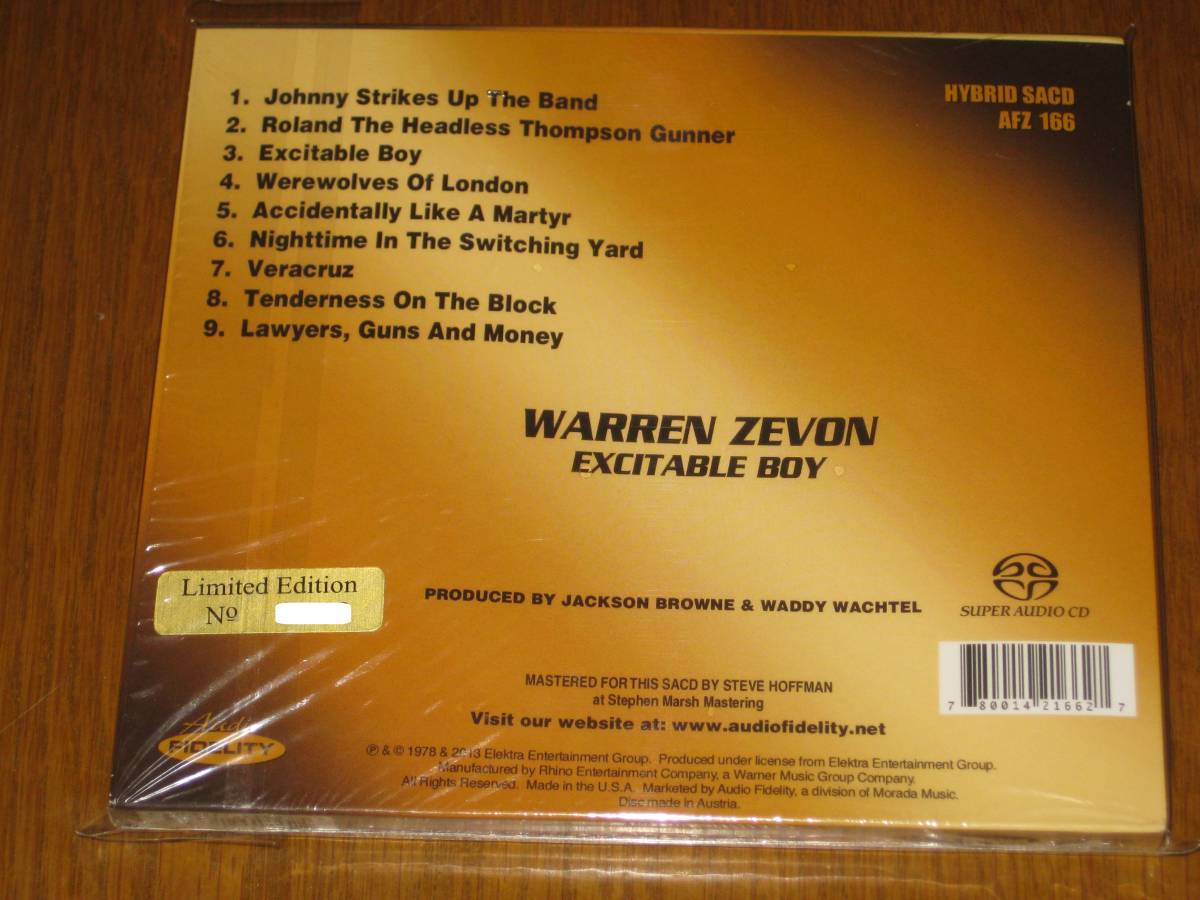 1. Johnny Strikes Up The Band
2. Roland The Headless Thompson Gunner
3. Excitable Boy
4. Werewolves Of London
5. Accidentally Like A Martyr
6. Nighttime In The Switching Yard
7. Veracruz
8. Tenderness On The Block
9. Lawyers, Guns And Money
HYBRID SACD
AFZ 166
WARREN ZEVON
EXCITABLE BOY
Limited Edition
Nº
PRODUCED BY JACKSON BROWNE & WADDY WACHTEL
SUPER AUDIO CD
MASTERED FOR THIS SACD BY STEVE HOFFMAN
at Stephen Marsh Mastering
Visit our website at: www.audiofidelity.net
7 80014 21662 7
Audio
FIDELITY
℗ & © 1978 & 2013 Elektra Entertainment Group. Produced under license from Elektra Entertainment Group.
Manufactured by Rhino Entertainment Company, a Warner Music Group Company.
All Rights Reserved. Made in the U.S.A. Marketed by Audio Fidelity, a division of Morada Music.
Disc made in Austria.